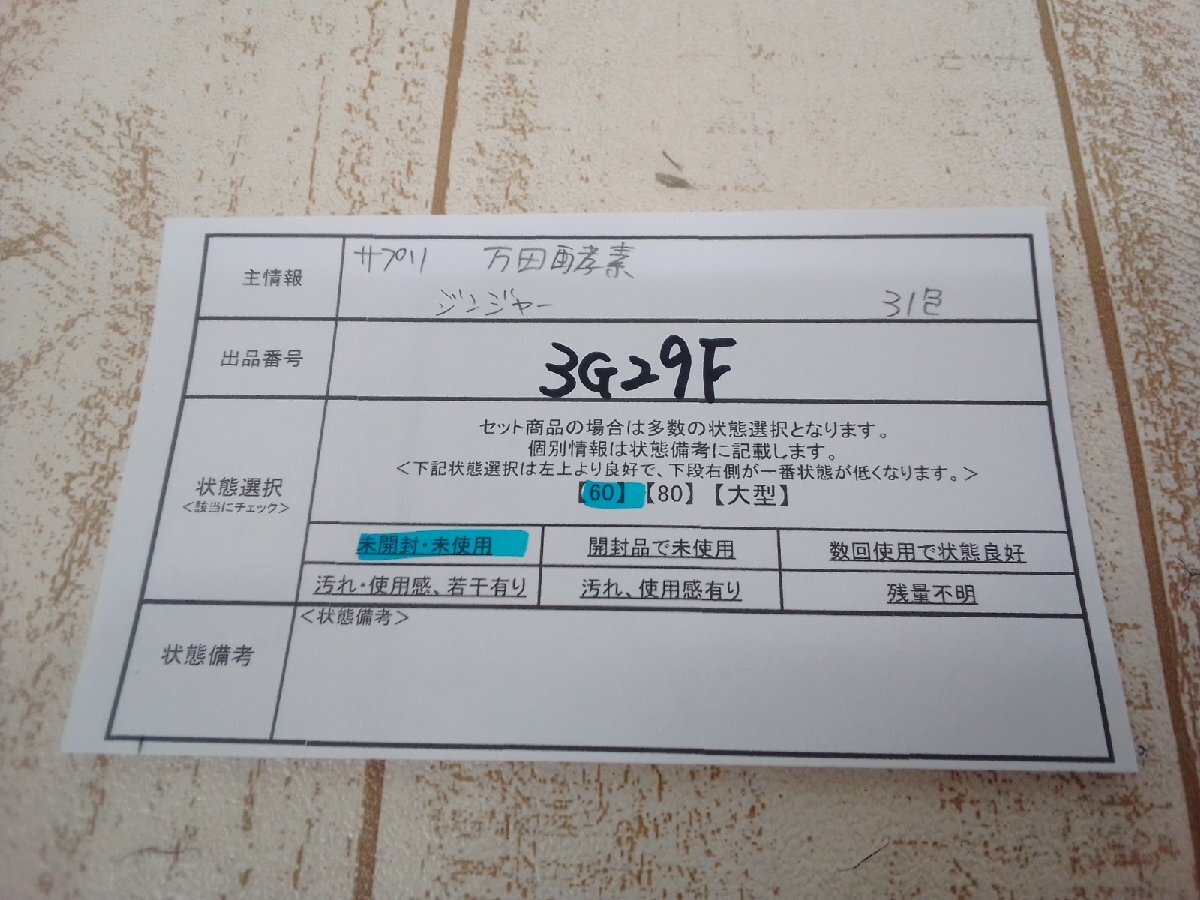 主情報
サプリ 万田酵素
ジンジャー 31包
出品番号
3G29F
状態選択
<該当にチェック>
セット商品の場合は多数の状態選択となります。
個別情報は状態備考に記載します。
<下記状態選択は左上より良好で、下段右側が一番状態が低くなります。>
【60】【80】【大型】
未開封・未使用 開封品で未使用 数回使用で状態良好
汚れ・使用感、若干有り 汚れ、使用感有り 残量不明
状態備考
<状態備考>